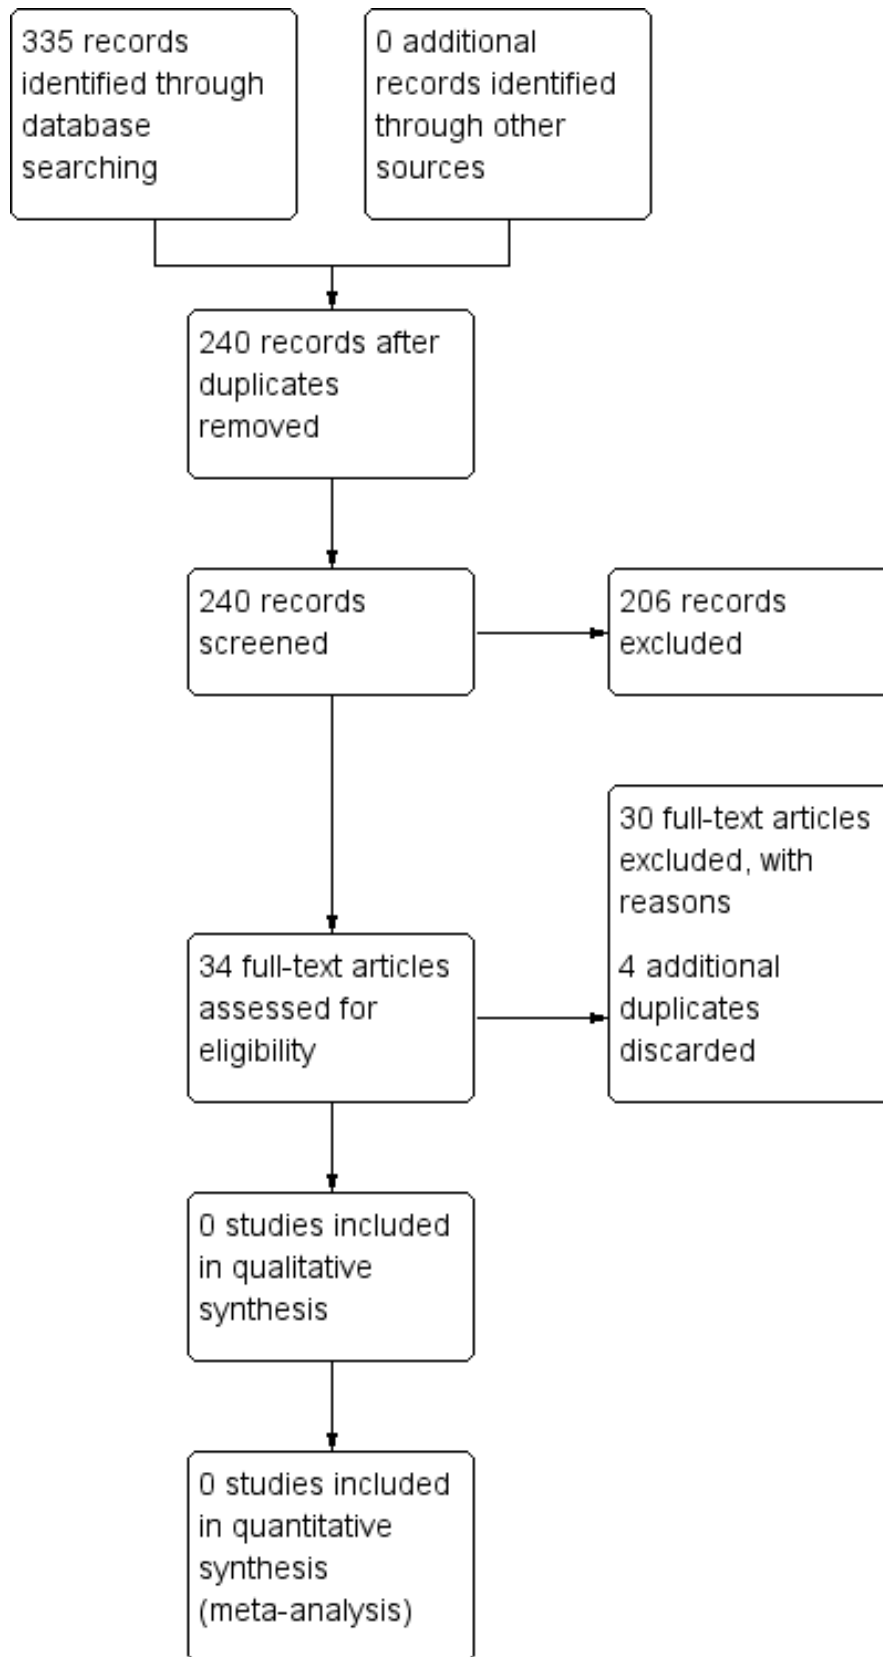 335 records
identified through
database
searching
0 additional
records identified
through other
sources
240 records after
duplicates
removed
240 records
screened
206 records
excluded
30 full-text articles
excluded, with
reasons
4 additional
duplicates
discarded
34 full-text articles
assessed for
eligibility
0 studies included
in qualitative
synthesis
0 studies included
in quantitative
synthesis
(meta-analysis)